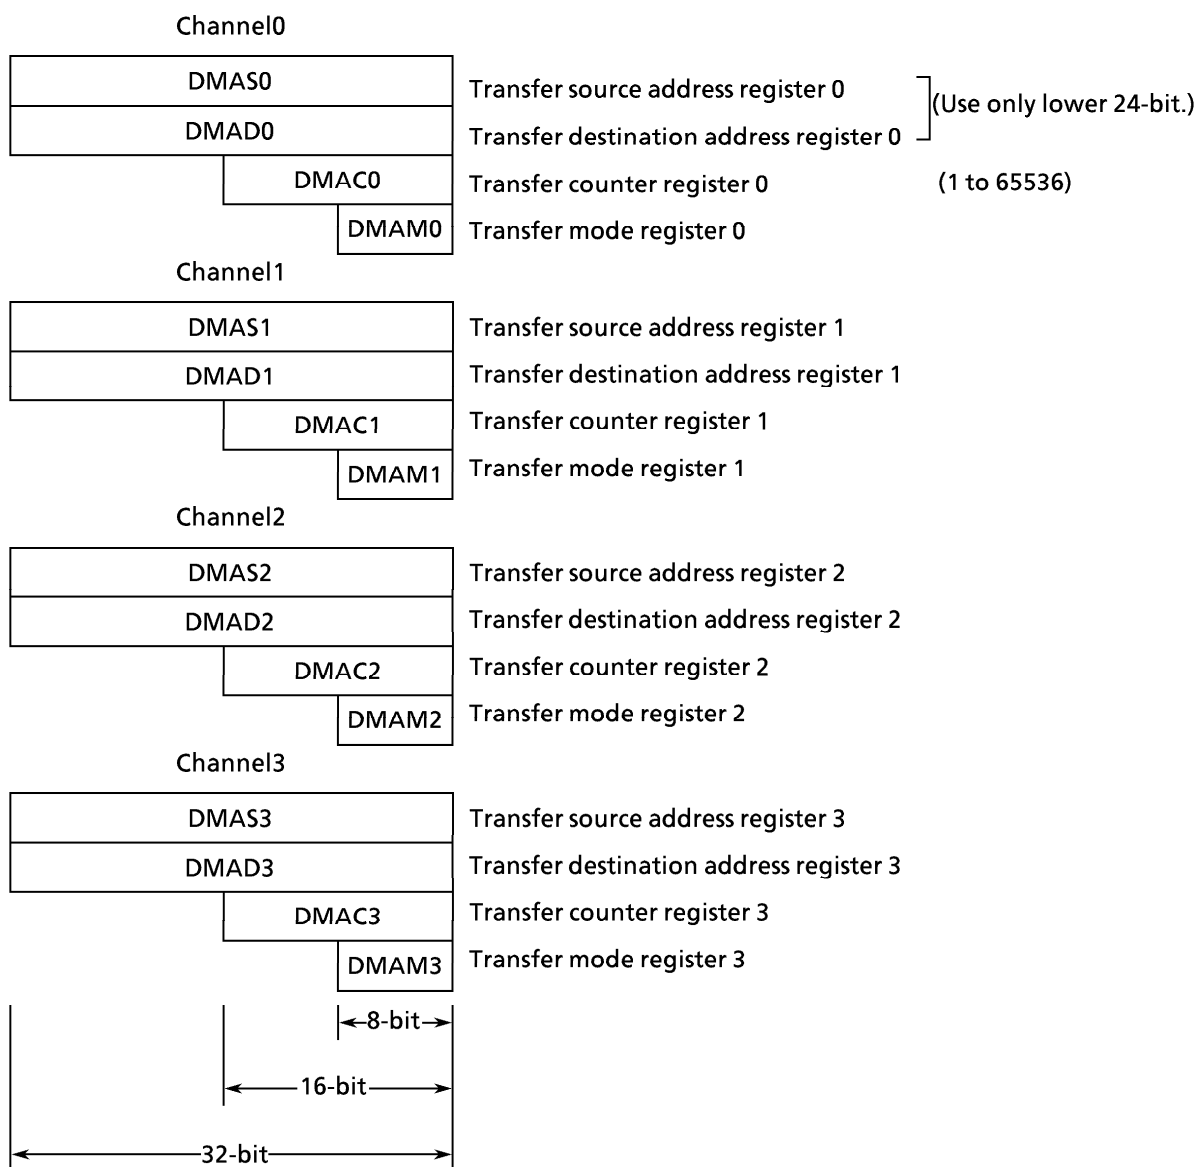 Channel0
DMAS0 Transfer source address register 0
(Use only lower 24-bit.)
DMAD0 Transfer destination address register 0
DMAC0 Transfer counter register 0 (1 to 65536)
DMAM0 Transfer mode register 0
Channel1
DMAS1 Transfer source address register 1
DMAD1 Transfer destination address register 1
DMAC1 Transfer counter register 1
DMAM1 Transfer mode register 1
Channel2
DMAS2 Transfer source address register 2
DMAD2 Transfer destination address register 2
DMAC2 Transfer counter register 2
DMAM2 Transfer mode register 2
Channel3
DMAS3 Transfer source address register 3
DMAD3 Transfer destination address register 3
DMAC3 Transfer counter register 3
DMAM3 Transfer mode register 3
8-bit
16-bit
32-bit